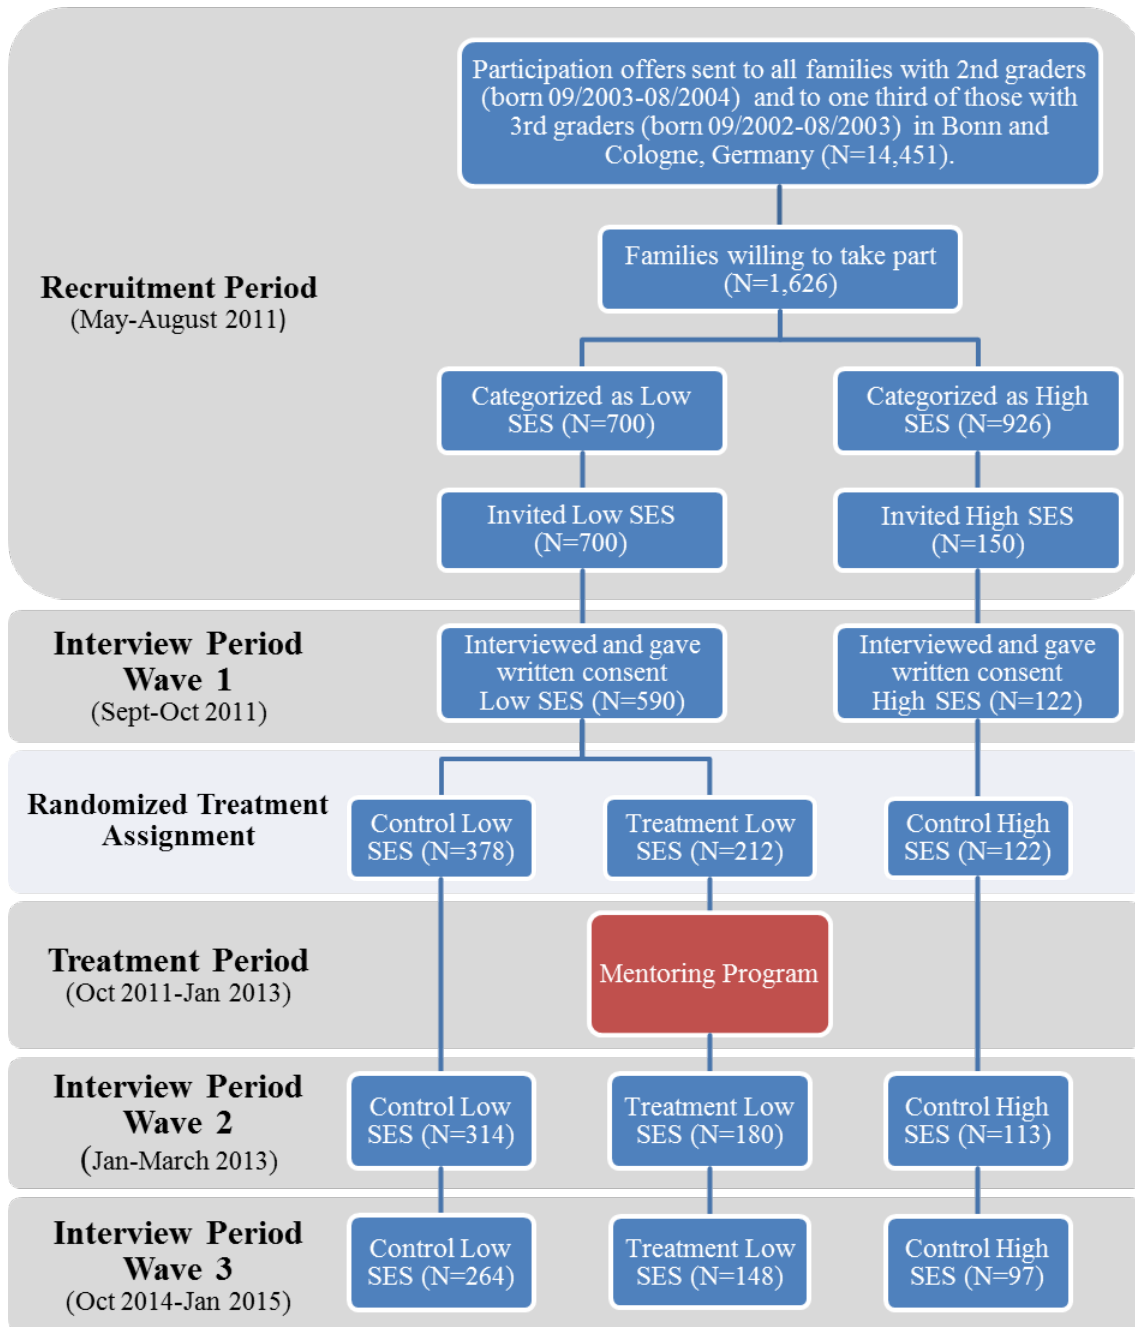 Participation offers sent to all families with 2nd graders
(born 09/2003-08/2004) and to one third of those with
3rd graders (born 09/2002-08/2003) in Bonn and
Cologne, Germany (N=14,451).
Families willing to take part
(N=1,626)
Recruitment Period
(May-August 2011)
Categorized as Low
SES (N=700)
Categorized as High
SES (N=926)
Invited Low SES
(N=700)
Invited High SES
(N=150)
Interview Period
Wave 1
(Sept-Oct 2011)
Interviewed and gave
written consent
Low SES (N=590)
Interviewed and gave
written consent
High SES (N=122)
Randomized Treatment
Assignment
Control Low
SES (N=378)
Treatment Low
SES (N=212)
Control High
SES (N=122)
Treatment Period
(Oct 2011-Jan 2013)
Mentoring Program
Interview Period
Wave 2
(Jan-March 2013)
Control Low
SES (N=314)
Treatment Low
SES (N=180)
Control High
SES (N=113)
Interview Period
Wave 3
(Oct 2014-Jan 2015)
Control Low
SES (N=264)
Treatment Low
SES (N=148)
Control High
SES (N=97)